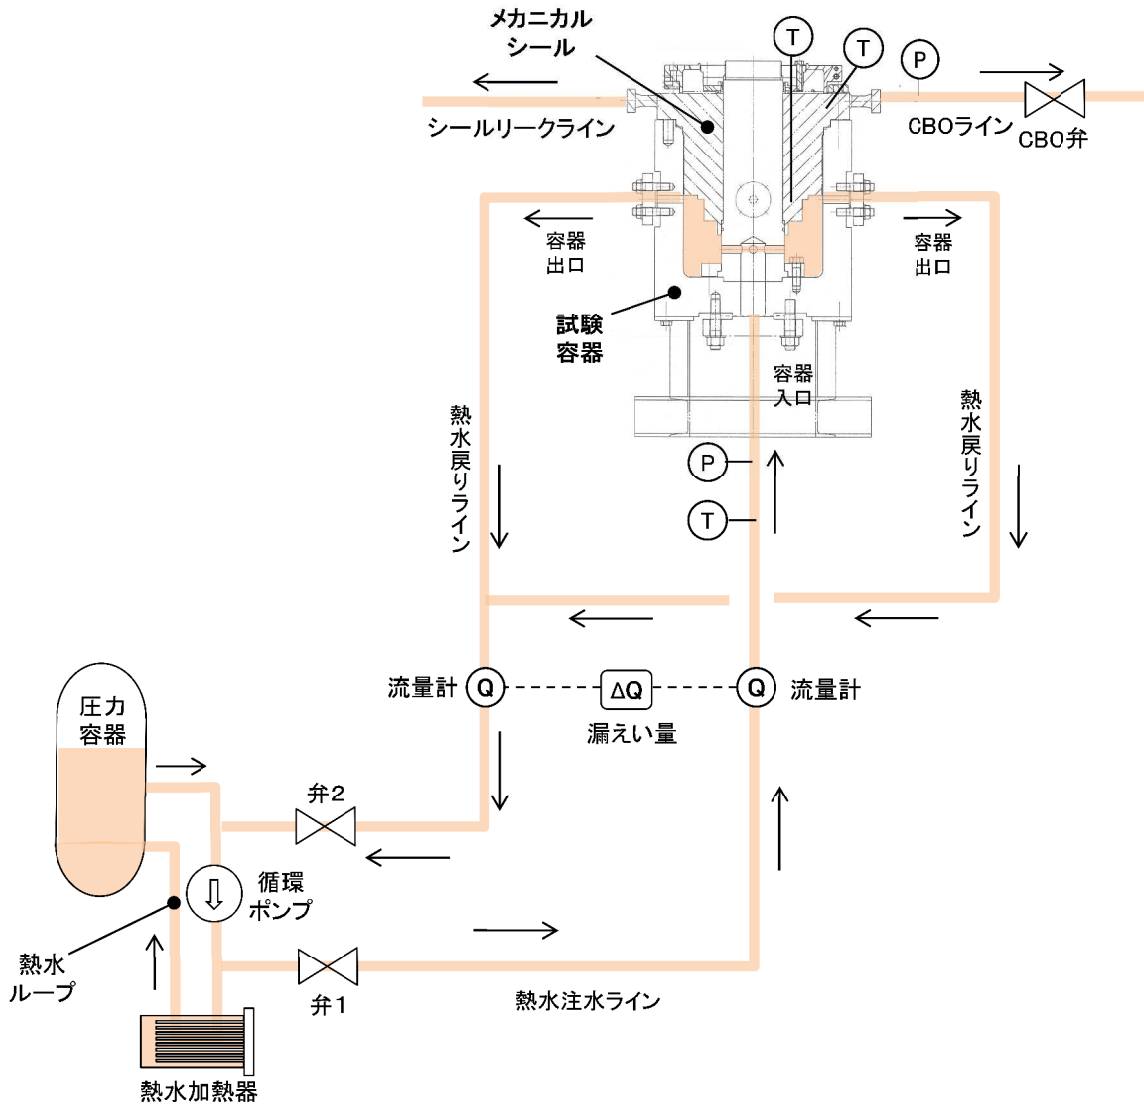 メカニカル
シール
T
T
P
シールリークライン
CBOライン
CBO弁
容器
出口
容器
出口
試験
容器
容器
入口
熱水戻りライン
熱水戻りライン
P
T
流量計
Q
ΔQ
Q
流量計
漏えい量
圧力
容器
弁2
循環
ポンプ
熱水
ループ
弁1
熱水注水ライン
熱水加熱器